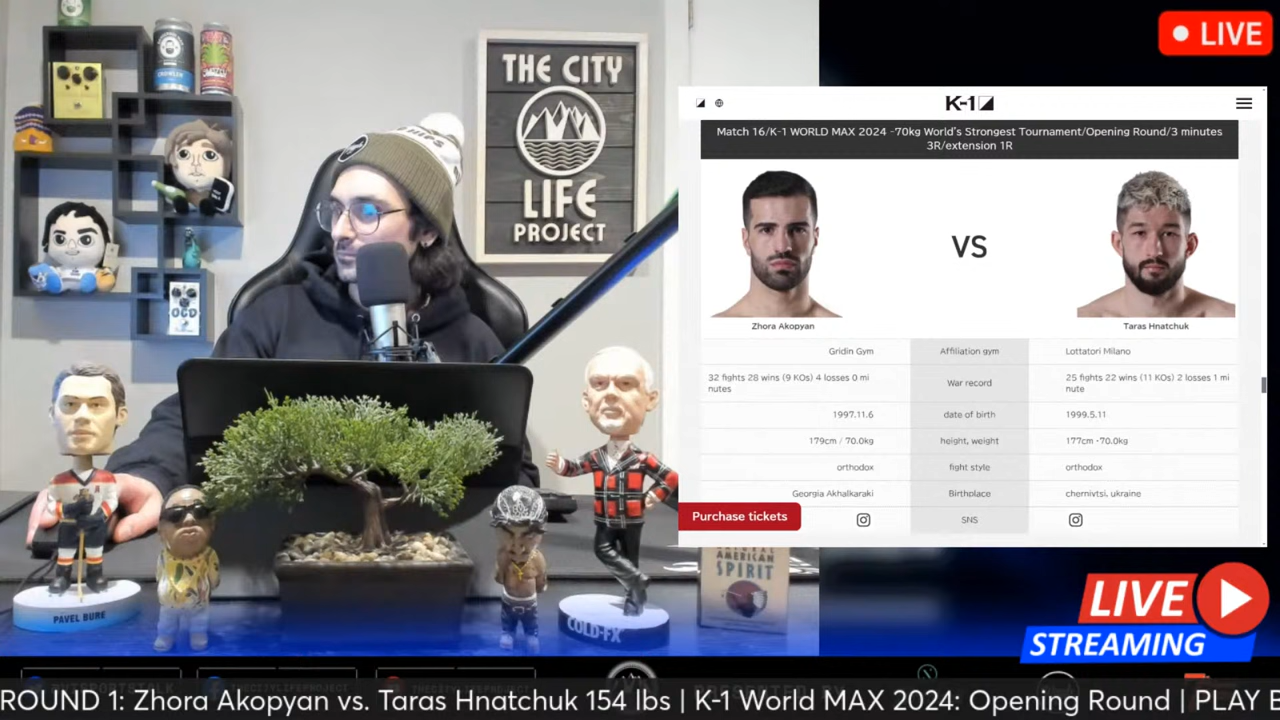 LIVE
THE CITY
LIFE
PROJECT
OCD
PAVEL BURE
COLD-FX
AMERICAN
SPIRIT
K-1
Match 16/K-1 WORLD MAX 2024 -70kg World's Strongest Tournament/Opening Round/3 minutes
3R/extension 1R
VS
Zhora Akopyan
Taras Hnatchuk
Gridin Gym Affiliation gym Lottatori Milano
32 fights 28 wins (9 KOs) 4 losses 0 mi
nutes
War record
25 fights 22 wins (11 KOs) 2 losses 1 mi
nute
1997.11.6 date of birth 1999.5.11
179cm / 70.0kg height, weight 177cm ･70.0kg
orthodox fight style orthodox
Georgia Akhalkaraki Birthplace chernivtsi, ukraine
SNS
Purchase tickets
LIVE
STREAMING
ROUND 1: Zhora Akopyan vs. Taras Hnatchuk 154 lbs | K-1 World MAX 2024: Opening Round | PLAY B